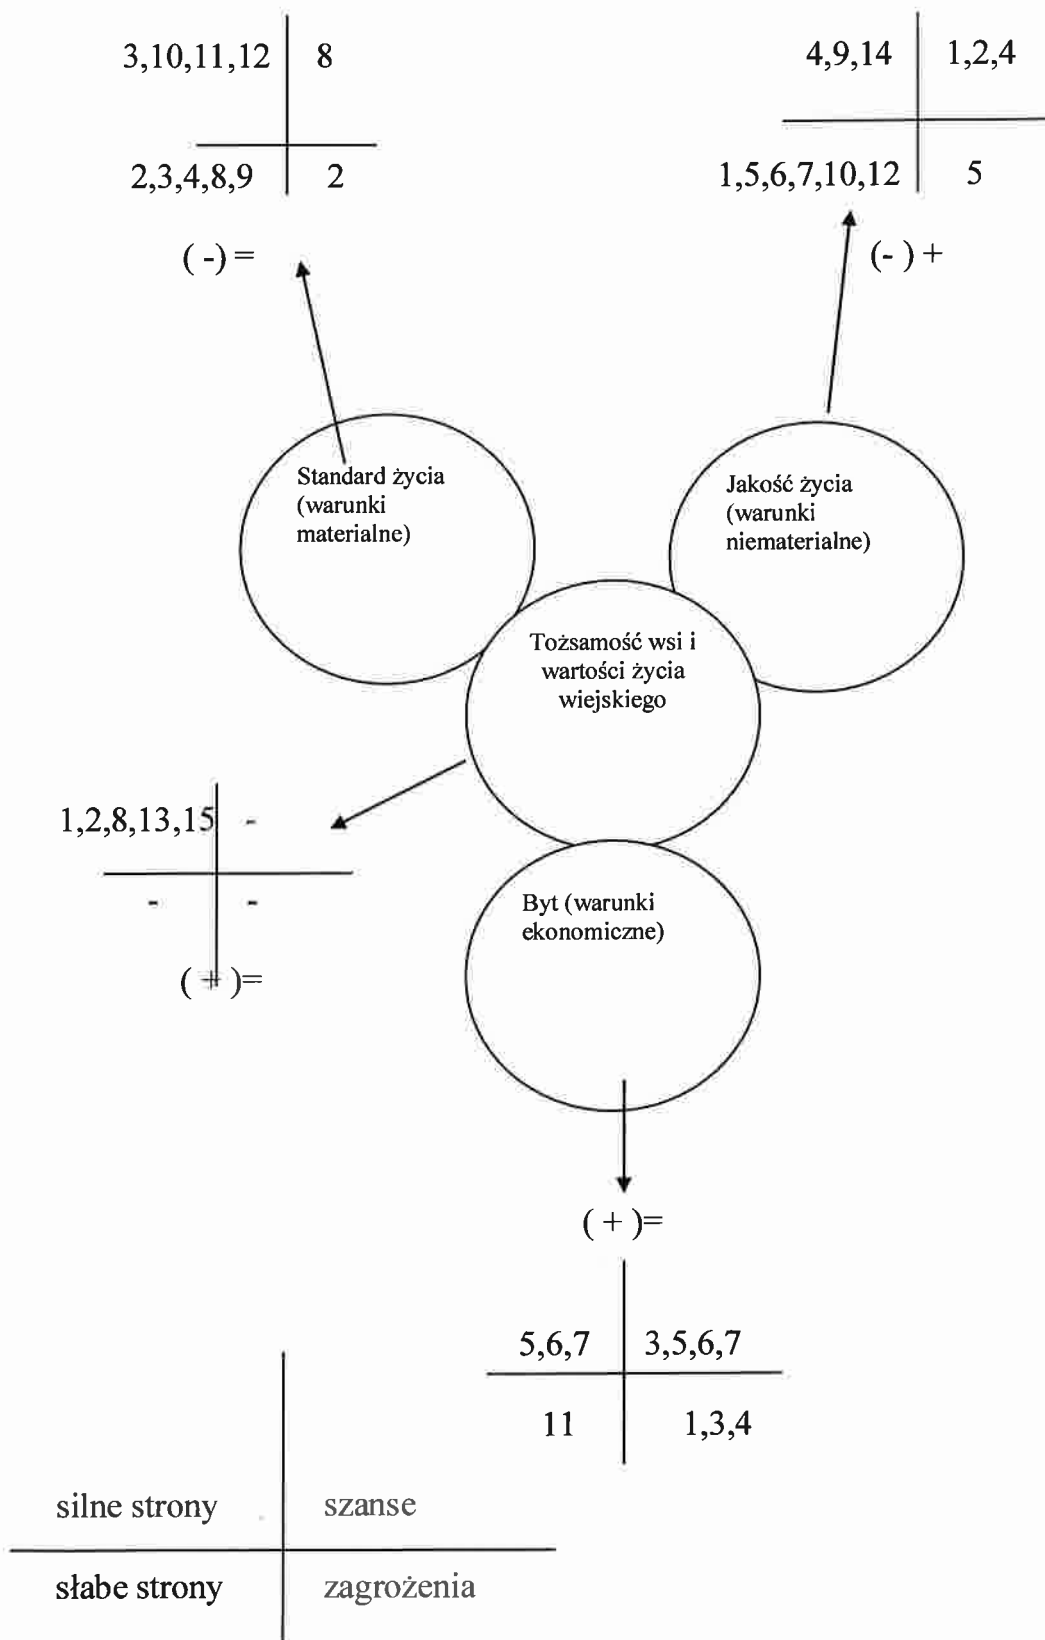 3,10,11,12 8
2,3,4,8,9 2
( -) =
4,9,14 1,2,4
1,5,6,7,10,12 5
(- ) +
Standard życia
(warunki
materialne)
Jakość życia
(warunki
niematerialne)
Tożsamość wsi i
wartości życia
wiejskiego
1,2,8,13,15 -
- -
( + )=
Byt (warunki
ekonomiczne)
( + )=
5,6,7 3,5,6,7
11 1,3,4
silne strony szanse
słabe strony zagrożenia